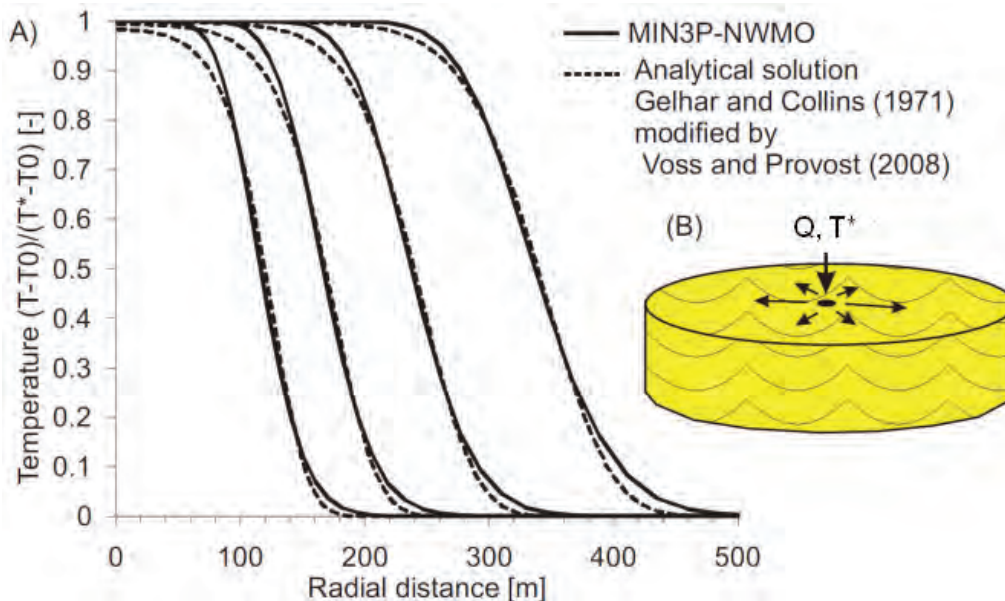 A)
Temperature (T-T0)/(T*-T0) [-]
1
0.9
0.8
0.7
0.6
0.5
0.4
0.3
0.2
0.1
0
0
100
200
300
400
500
Radial distance [m]
MIN3P-NWMO
Analytical solution
Gelhar and Collins (1971)
modified by
Voss and Provost (2008)
(B)
Q, T*